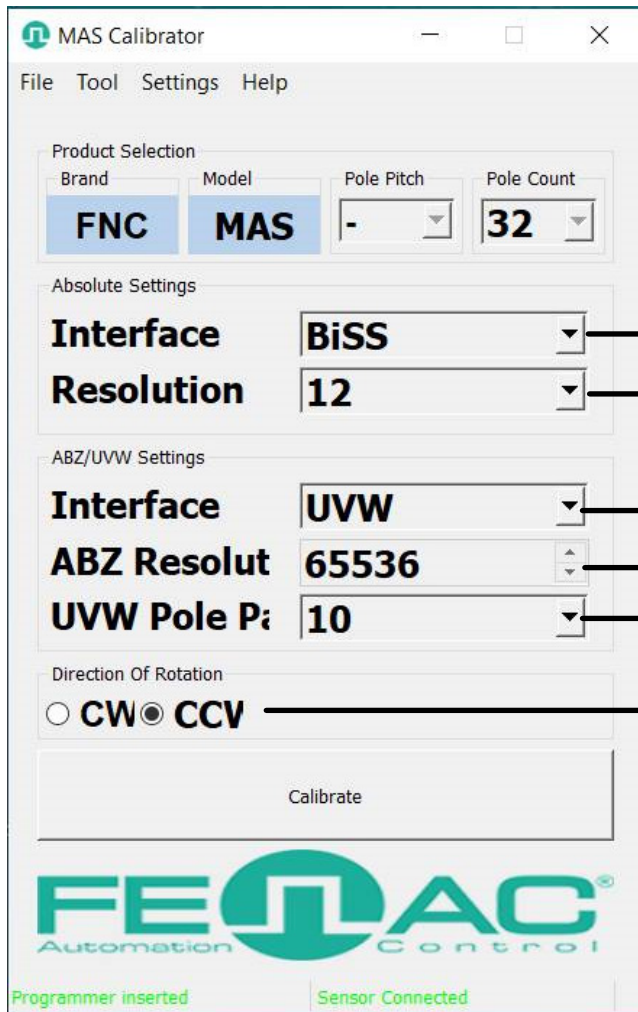 MAS Calibrator
File Tool Settings Help
Product Selection
Brand Model Pole Pitch Pole Count
FNC MAS - 32
Absolute Settings
Interface BiSS
Resolution 12
ABZ/UVW Settings
Interface UVW
ABZ Resolut 65536
UVW Pole Pa 10
Direction Of Rotation
CW CCW
Calibrate
FENAC®
Automation Control
Programmer inserted Sensor Connected